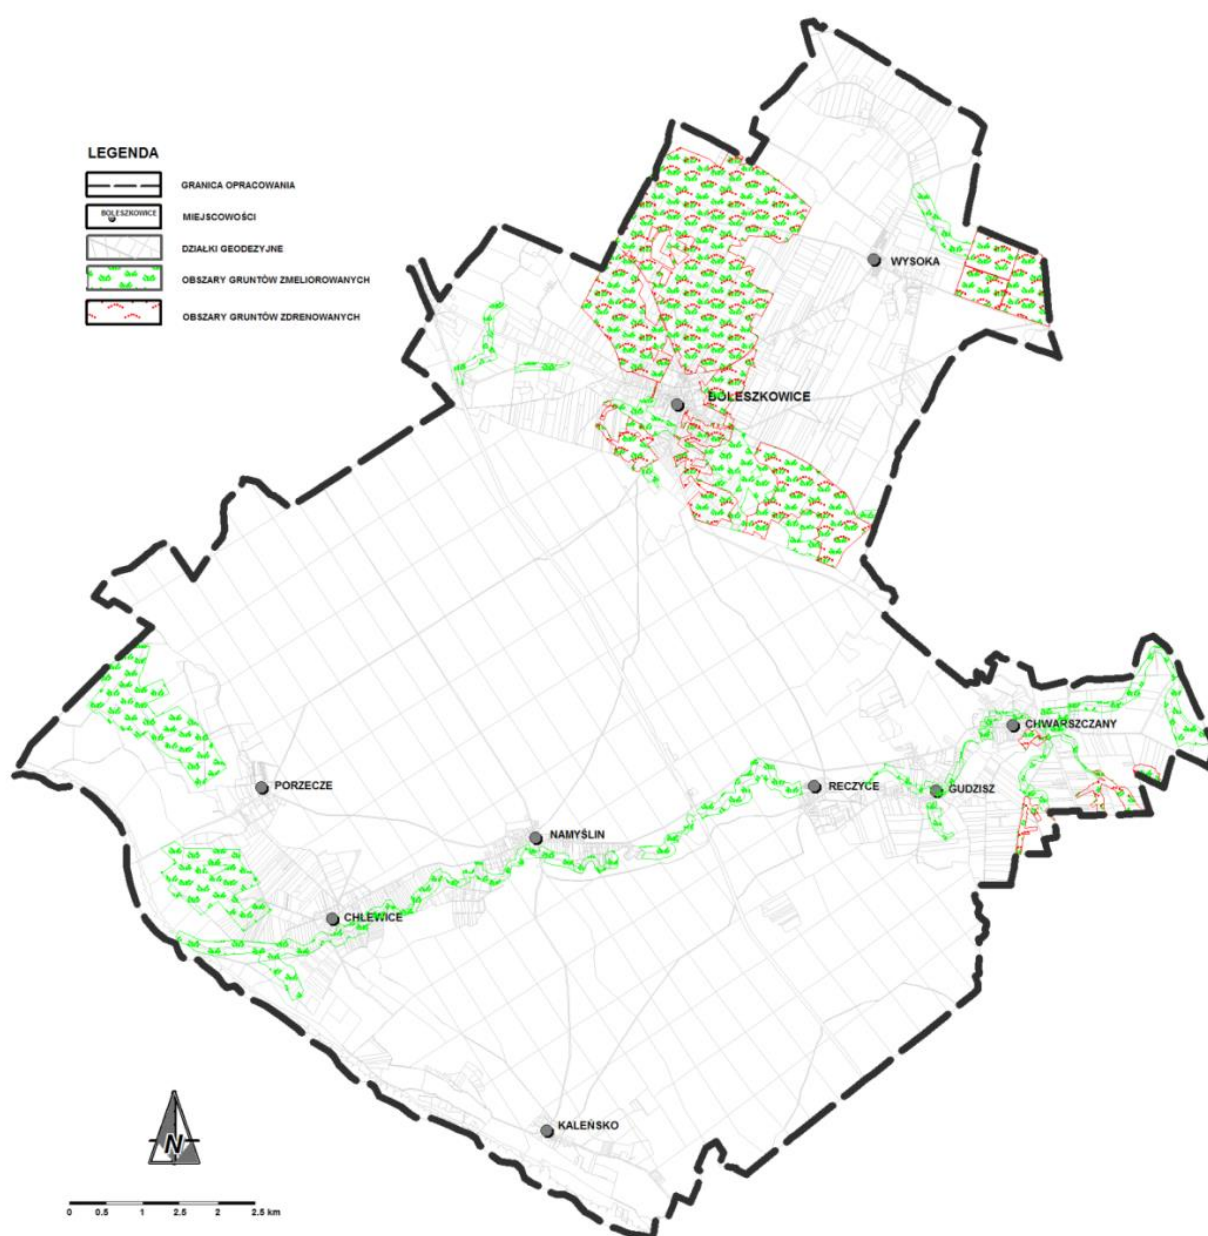 LEGENDA
GRANICA OPRACOWANIA
BOLESZKOWICE
MIEJSCOWOŚCI
DZIAŁKI GEODEZYJNE
OBSZARY GRUNTÓW ZMELIOROWANYCH
OBSZARY GRUNTÓW ZDRENOWANYCH
WYSOKA
BOLESZKOWICE
CHWARSZCZANY
PORZECZE
RECZYCE
GUDZISZ
NAMYŚLIN
CHLEWICE
KALEŃSKO
N
0 0.5 1 2.5 2 2.5 km